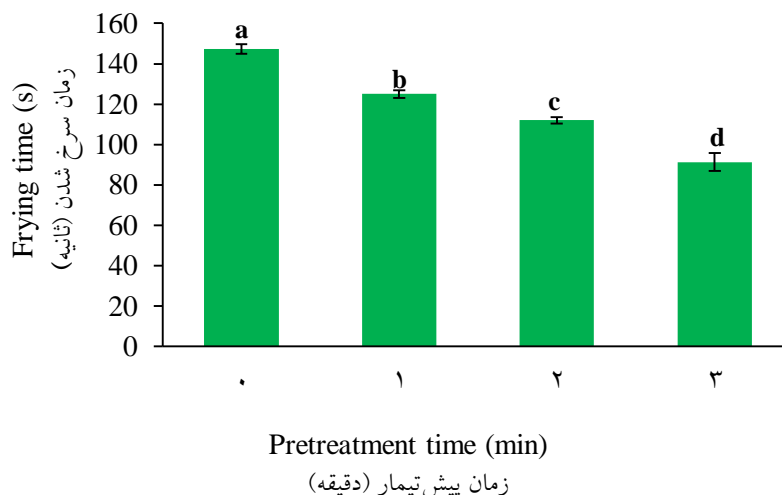 Frying time (s)
زمان سرخ شدن (ثانیه)
160
140
120
100
80
60
40
20
0
a
b
c
d
۰ ۱ ۲ ۳
Pretreatment time (min)
زمان پیش‌تیمار (دقیقه)